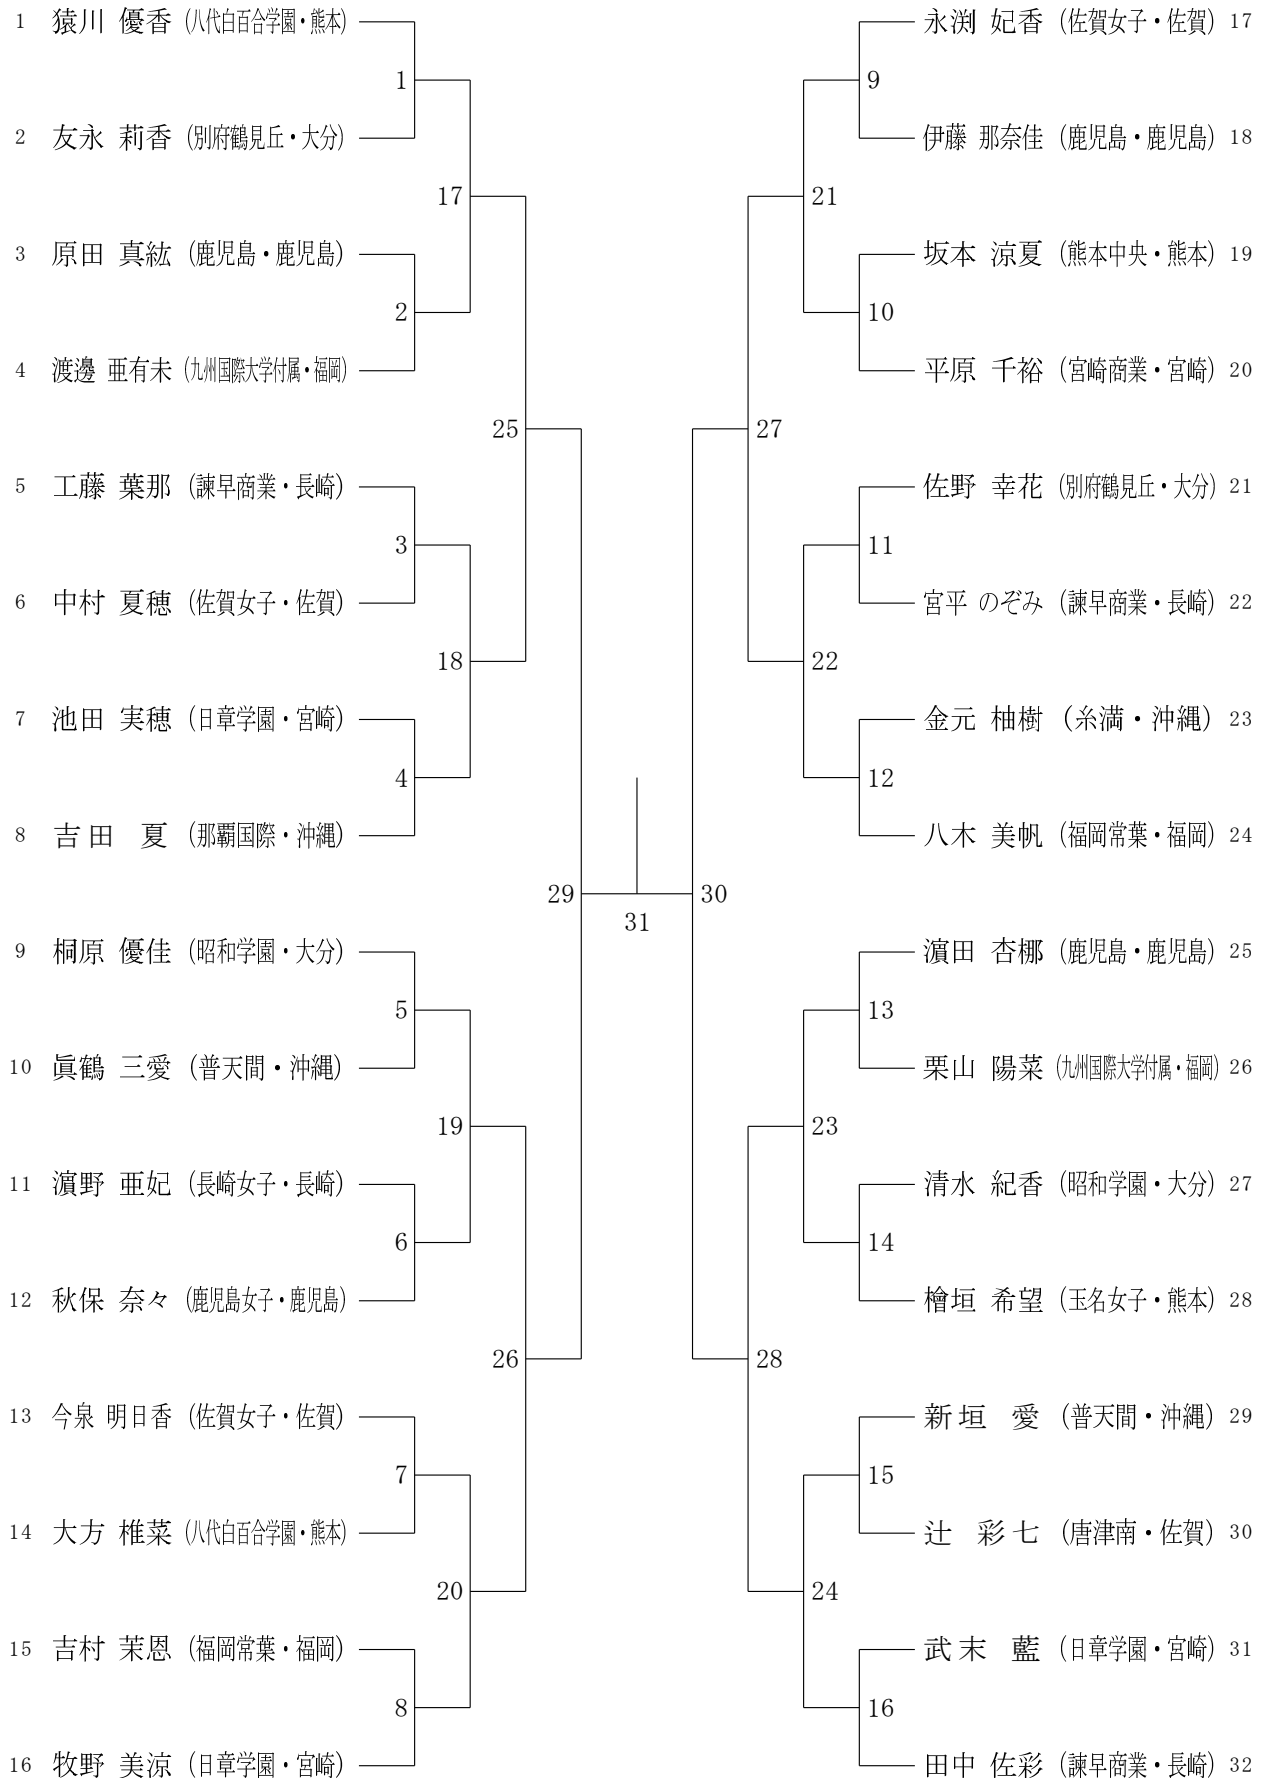 1 猿川 優香 (八代白百合学園・熊本)
1
2 友永 莉香 (別府鶴見丘・大分)
17
3 原田 真紘 (鹿児島・鹿児島)
2
4 渡邊 亜有未 (九州国際大学付属・福岡)
25
5 工藤 葉那 (諫早商業・長崎)
3
6 中村 夏穂 (佐賀女子・佐賀)
18
7 池田 実穂 (日章学園・宮崎)
4
8 吉田 夏 (那覇国際・沖縄)
29
9 桐原 優佳 (昭和学園・大分)
5
10 眞鶴 三愛 (普天間・沖縄)
19
11 濵野 亜妃 (長崎女子・長崎)
6
12 秋保 奈々 (鹿児島女子・鹿児島)
26
13 今泉 明日香 (佐賀女子・佐賀)
7
14 大方 椎菜 (八代白百合学園・熊本)
20
15 吉村 茉恩 (福岡常葉・福岡)
8
16 牧野 美涼 (日章学園・宮崎)
31
永渕 妃香 (佐賀女子・佐賀) 17
9
伊藤 那奈佳 (鹿児島・鹿児島) 18
21
坂本 涼夏 (熊本中央・熊本) 19
10
平原 千裕 (宮崎商業・宮崎) 20
27
佐野 幸花 (別府鶴見丘・大分) 21
11
宮平 のぞみ (諫早商業・長崎) 22
22
金元 柚樹 (糸満・沖縄) 23
12
八木 美帆 (福岡常葉・福岡) 24
30
濵田 杏梛 (鹿児島・鹿児島) 25
13
栗山 陽菜 (九州国際大学付属・福岡) 26
23
清水 紀香 (昭和学園・大分) 27
14
檜垣 希望 (玉名女子・熊本) 28
28
新垣 愛 (普天間・沖縄) 29
15
辻 彩七 (唐津南・佐賀) 30
24
武末 藍 (日章学園・宮崎) 31
16
田中 佐彩 (諫早商業・長崎) 32